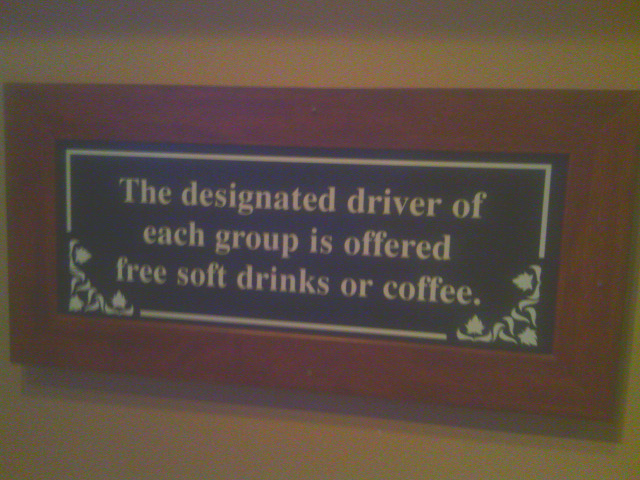 The designated driver of
each group is offered
free soft drinks or coffee.